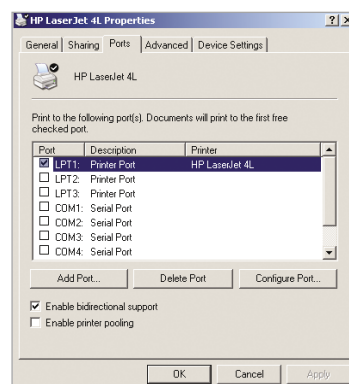 HP LaserJet 4L Properties
General Sharing Ports Advanced Device Settings
HP LaserJet 4L
Print to the following port(s). Documents will print to the first free
checked port.
Port Description Printer
LPT1: Printer Port HP LaserJet 4L
LPT2: Printer Port
LPT3: Printer Port
COM1: Serial Port
COM2: Serial Port
COM3: Serial Port
COM4: Serial Port
Add Port... Delete Port Configure Port...
Enable bidirectional support
Enable printer pooling
OK Cancel Apply